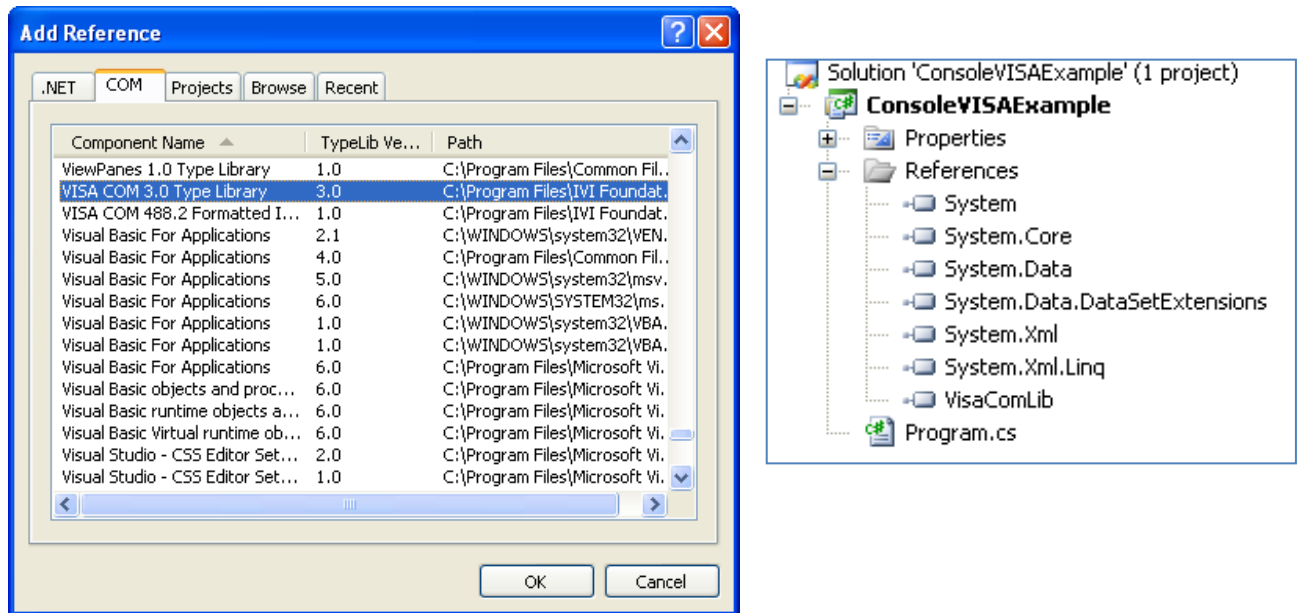 Add Reference
.NET COM Projects Browse Recent
Component Name TypeLib Ve... Path
ViewPanes 1.0 Type Library 1.0 C:\Program Files\Common Fil..
VISA COM 3.0 Type Library 3.0 C:\Program Files\IVI Foundat.
VISA COM 488.2 Formatted I... 1.0 C:\Program Files\IVI Foundat.
Visual Basic For Applications 2.1 C:\WINDOWS\system32\VEN.
Visual Basic For Applications 4.0 C:\Program Files\Common Fil..
Visual Basic For Applications 5.0 C:\WINDOWS\system32\msv.
Visual Basic For Applications 6.0 C:\WINDOWS\SYSTEM32\ms.
Visual Basic For Applications 1.0 C:\WINDOWS\system32\VBA.
Visual Basic For Applications 1.0 C:\WINDOWS\system32\VBA.
Visual Basic For Applications 6.0 C:\Program Files\Microsoft Vi.
Visual Basic objects and proc... 6.0 C:\Program Files\Microsoft Vi.
Visual Basic runtime objects a... 6.0 C:\Program Files\Microsoft Vi.
Visual Basic Virtual runtime ob... 6.0 C:\Program Files\Microsoft Vi.
Visual Studio - CSS Editor Set... 2.0 C:\Program Files\Microsoft Vi.
Visual Studio - CSS Editor Set... 1.0 C:\Program Files\Microsoft Vi.
OK Cancel
Solution 'ConsoleVISAExample' (1 project)
ConsoleVISAExample
Properties
References
System
System.Core
System.Data
System.Data.DataSetExtensions
System.Xml
System.Xml.Linq
VisaComLib
Program.cs